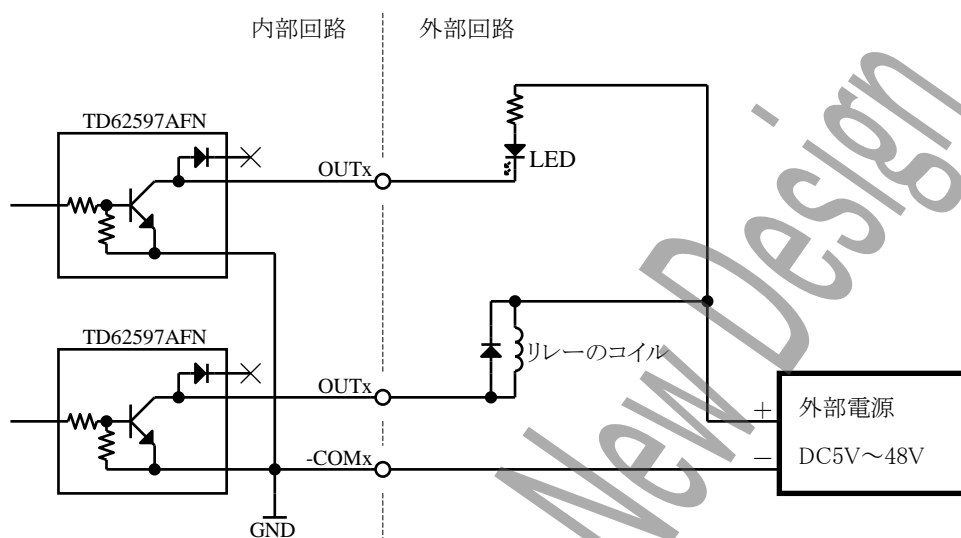 内部回路
外部回路
TD62597AFN
OUTx
LED
TD62597AFN
OUTx
リレーのコイル
-COMx
GND
+
外部電源
−
DC5V～48V
New Design